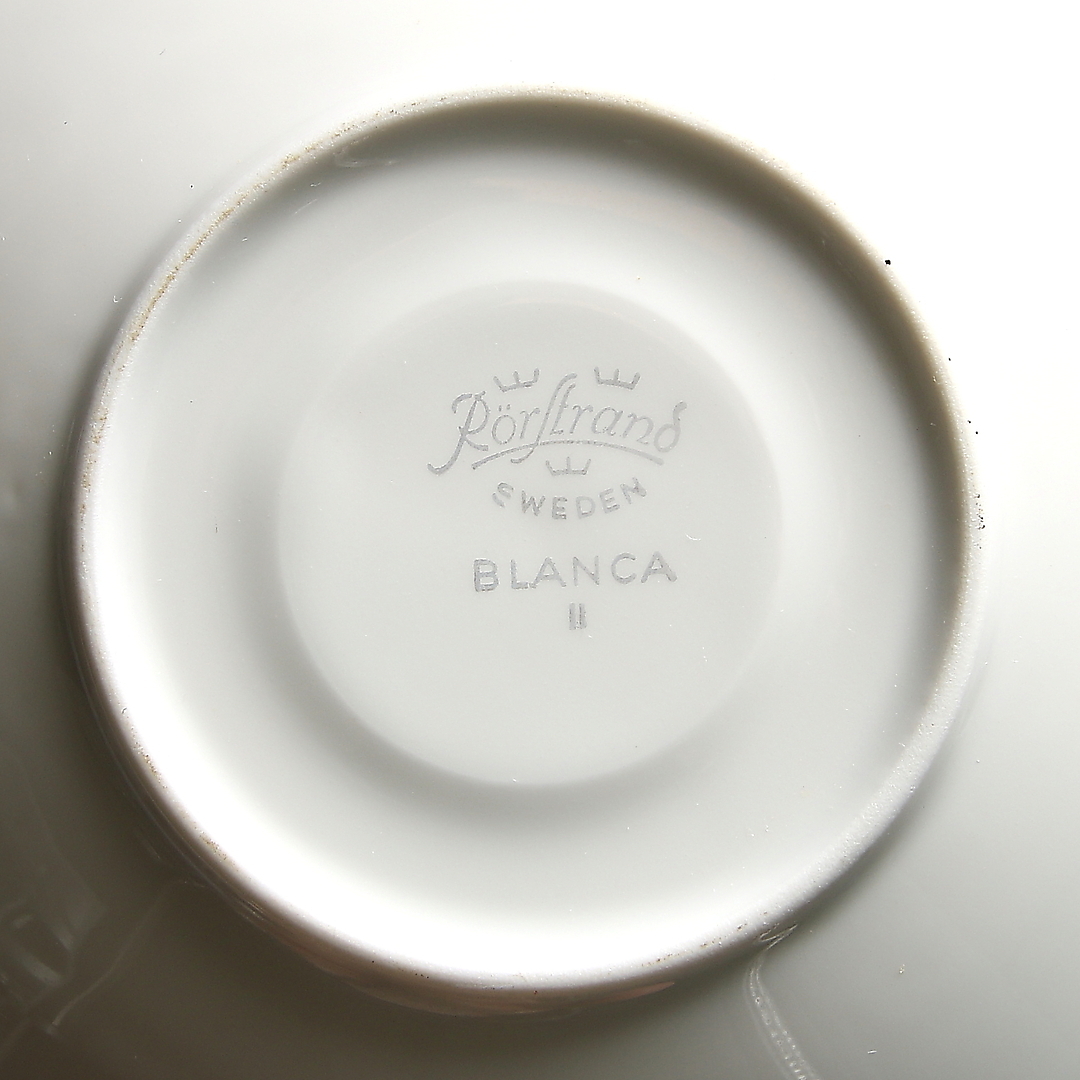 Rörstrand
SWEDEN
BLANCA
II